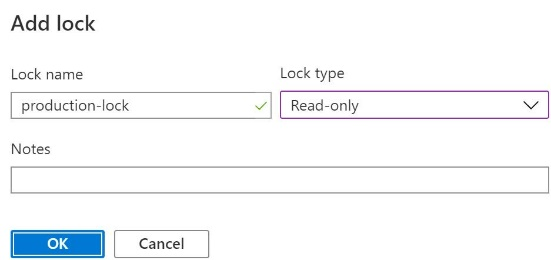 Add lock
Lock name
Lock type
production-lock
Read-only
Notes
OK
Cancel